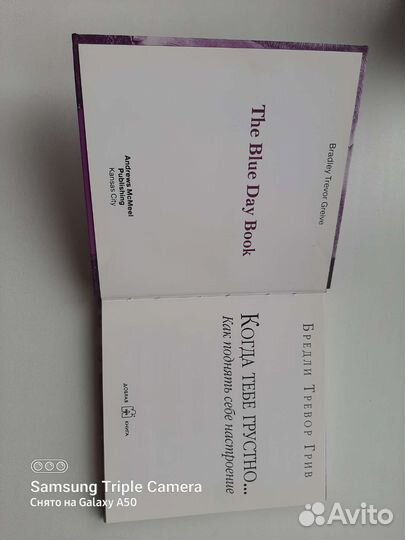 Bradley Trevor Greive
The Blue Day Book
Andrews McMeel
Publishing
Kansas City
БРЕДЛИ ТРЕВОР ГРИВ
КОГДА ТЕБЕ ГРУСТНО...
Как поднять себе настроение
ДОБРАЯ КНИГА
Samsung Triple Camera
Снято на Galaxy A50
Avito